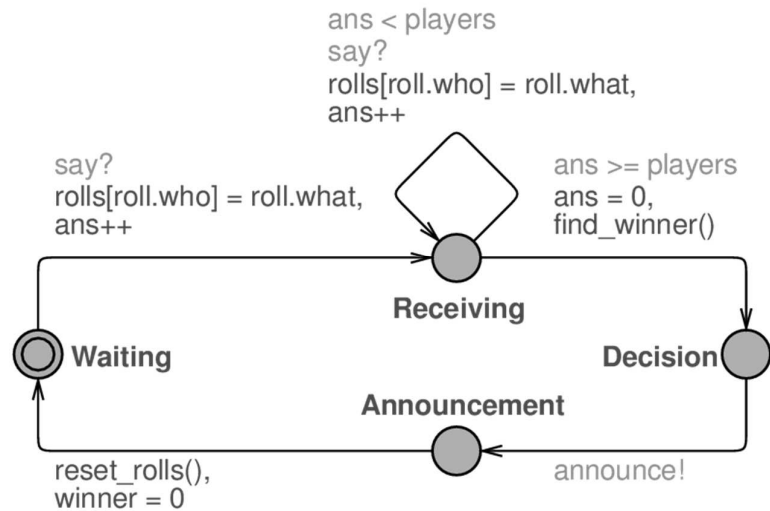 ans < players
say?
rolls[roll.who] = roll.what,
ans++
say?
rolls[roll.who] = roll.what,
ans++
ans >= players
ans = 0,
find_winner()
Receiving
Waiting
Decision
Announcement
reset_rolls(),
winner = 0
announce!